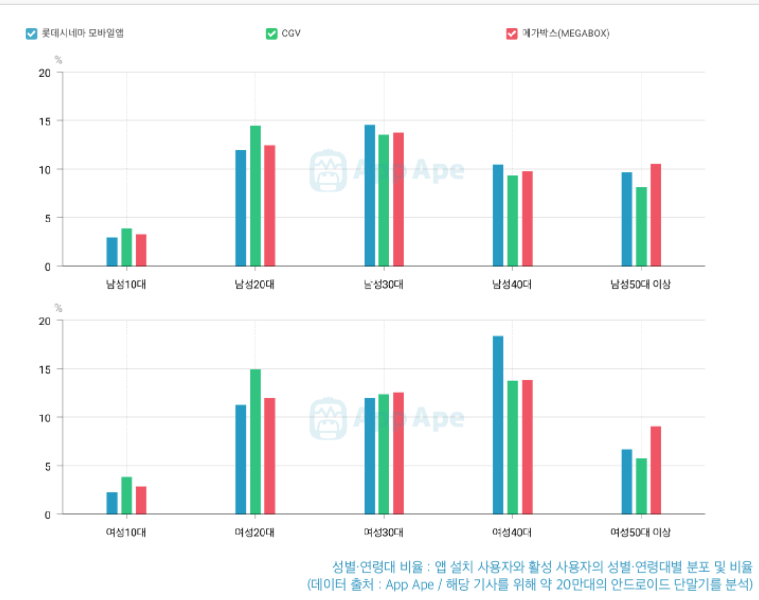 롯데시네마 모바일앱 CGV 메가박스(MEGABOX)
%
20
15
App Ape
10
5
0
남성10대 남성20대 남성30대 남성40대 남성50대 이상
%
20
15
App Ape
10
5
0
여성10대 여성20대 여성30대 여성40대 여성50대 이상
성별·연령대 비율 : 앱 설치 사용자와 활성 사용자의 성별·연령대별 분포 및 비율
(데이터 출처 : App Ape / 해당 기사를 위해 약 20만대의 안드로이드 단말기를 분석)